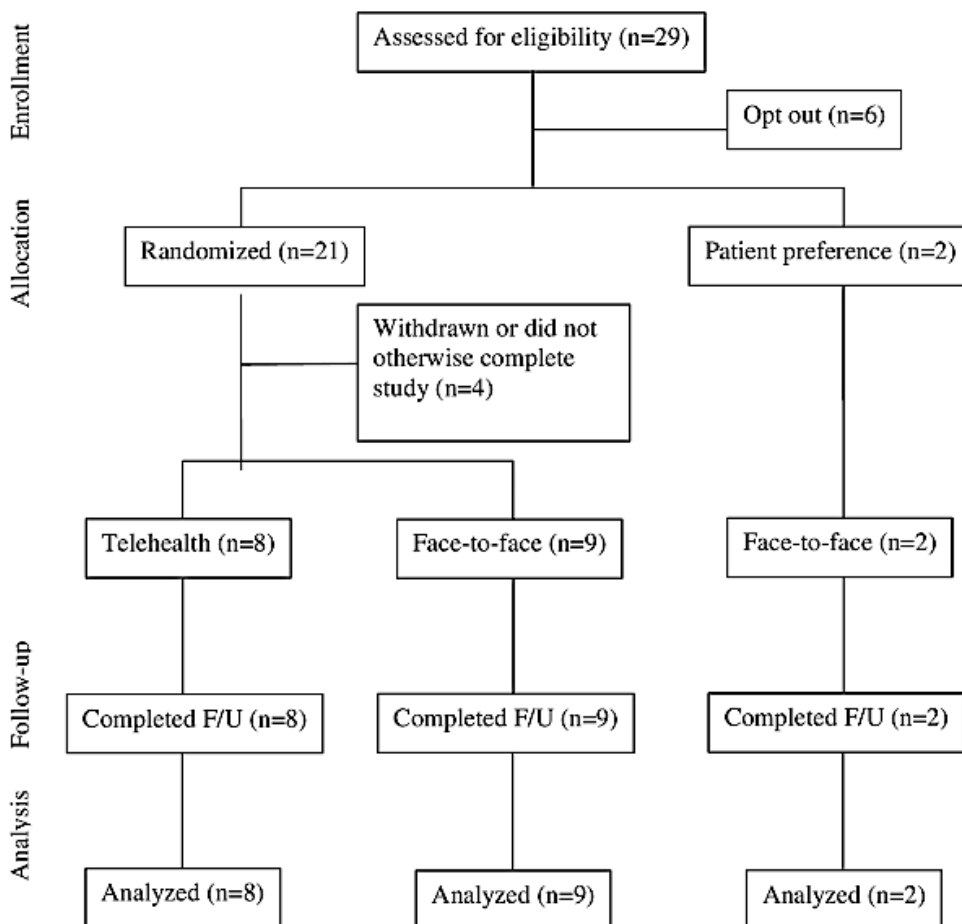 Enrollment
Assessed for eligibility (n=29)
Opt out (n=6)
Allocation
Randomized (n=21)
Patient preference (n=2)
Withdrawn or did not
otherwise complete
study (n=4)
Telehealth (n=8)
Face-to-face (n=9)
Face-to-face (n=2)
Follow-up
Completed F/U (n=8)
Completed F/U (n=9)
Completed F/U (n=2)
Analysis
Analyzed (n=8)
Analyzed (n=9)
Analyzed (n=2)